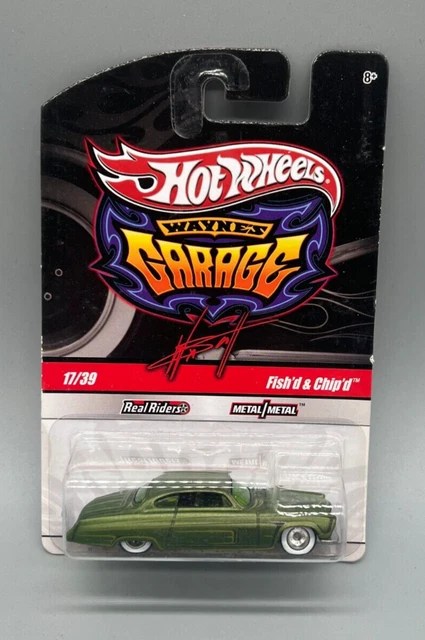 8+
Hot Wheels
WAYNE'S
GARAGE
17/39 Fish'd & Chip'd™
Real Riders METAL/METAL™